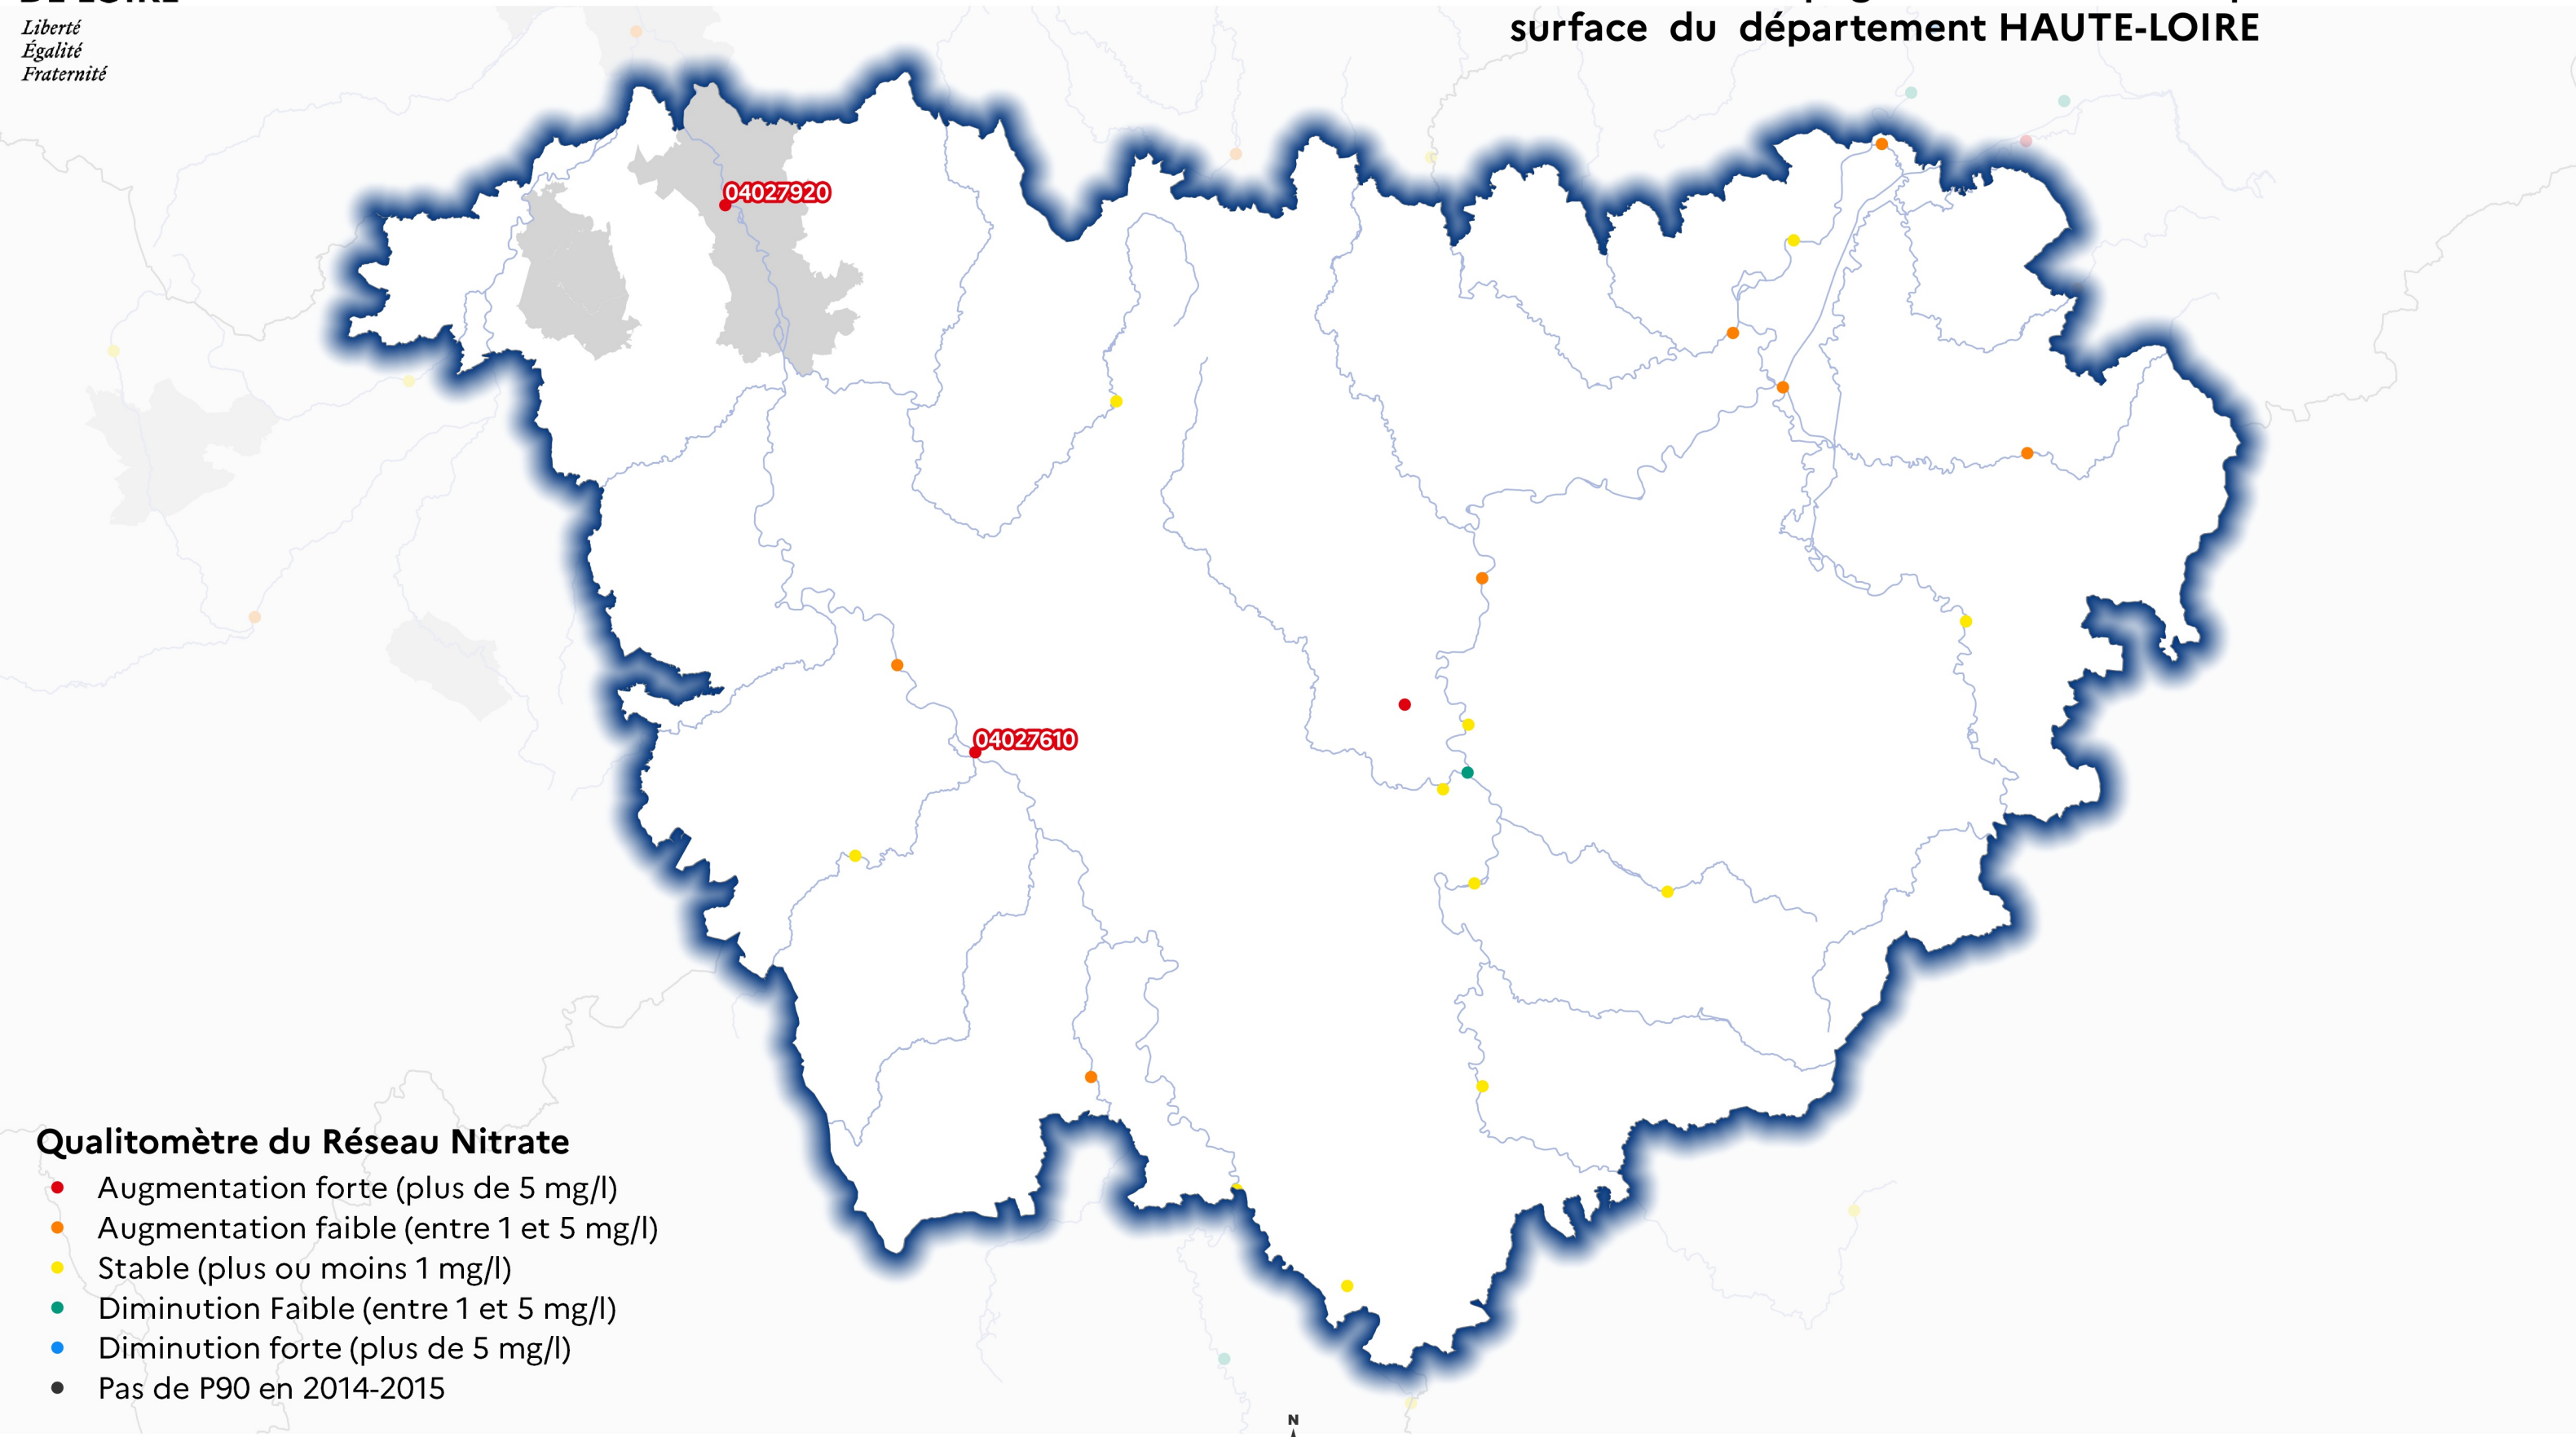 DE LOIRE
Liberté
Égalité
Fraternité
surface du département HAUTE-LOIRE
04027920
04027610
Qualitomètre du Réseau Nitrate
Augmentation forte (plus de 5 mg/l)
Augmentation faible (entre 1 et 5 mg/l)
Stable (plus ou moins 1 mg/l)
Diminution Faible (entre 1 et 5 mg/l)
Diminution forte (plus de 5 mg/l)
Pas de P90 en 2014-2015
N